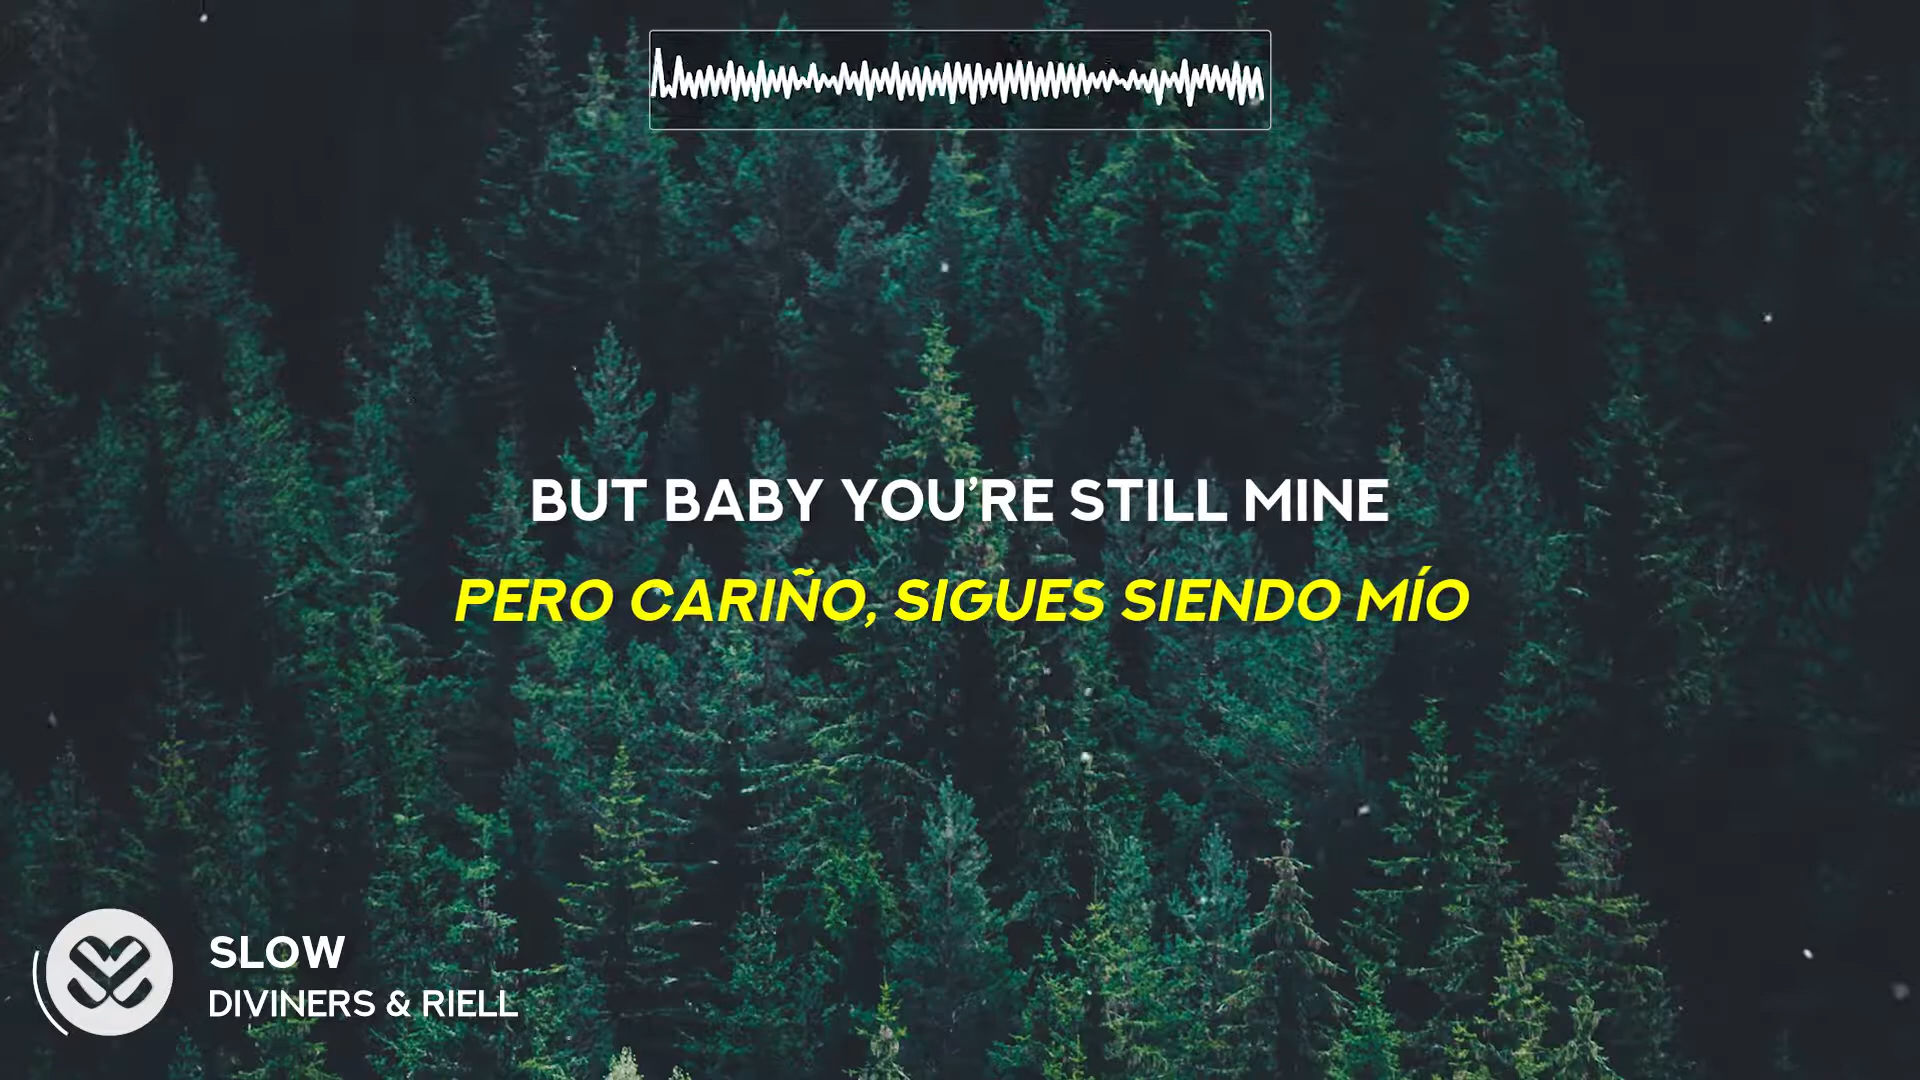 BUT BABY YOU'RE STILL MINE
PERO CARIÑO, SIGUES SIENDO MÍO
SLOW
DIVINERS & RIELL